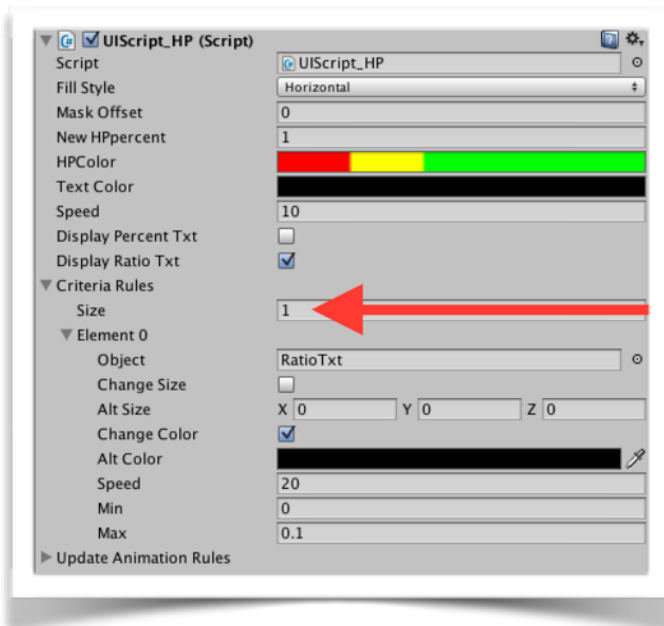 UIScript_HP (Script)
Script UIScript_HP
Fill Style Horizontal
Mask Offset 0
New HPpercent 1
HPColor
Text Color
Speed 10
Display Percent Txt
Display Ratio Txt
Criteria Rules
Size 1
Element 0
Object RatioTxt
Change Size
Alt Size X 0 Y 0 Z 0
Change Color
Alt Color
Speed 20
Min 0
Max 0.1
Update Animation Rules